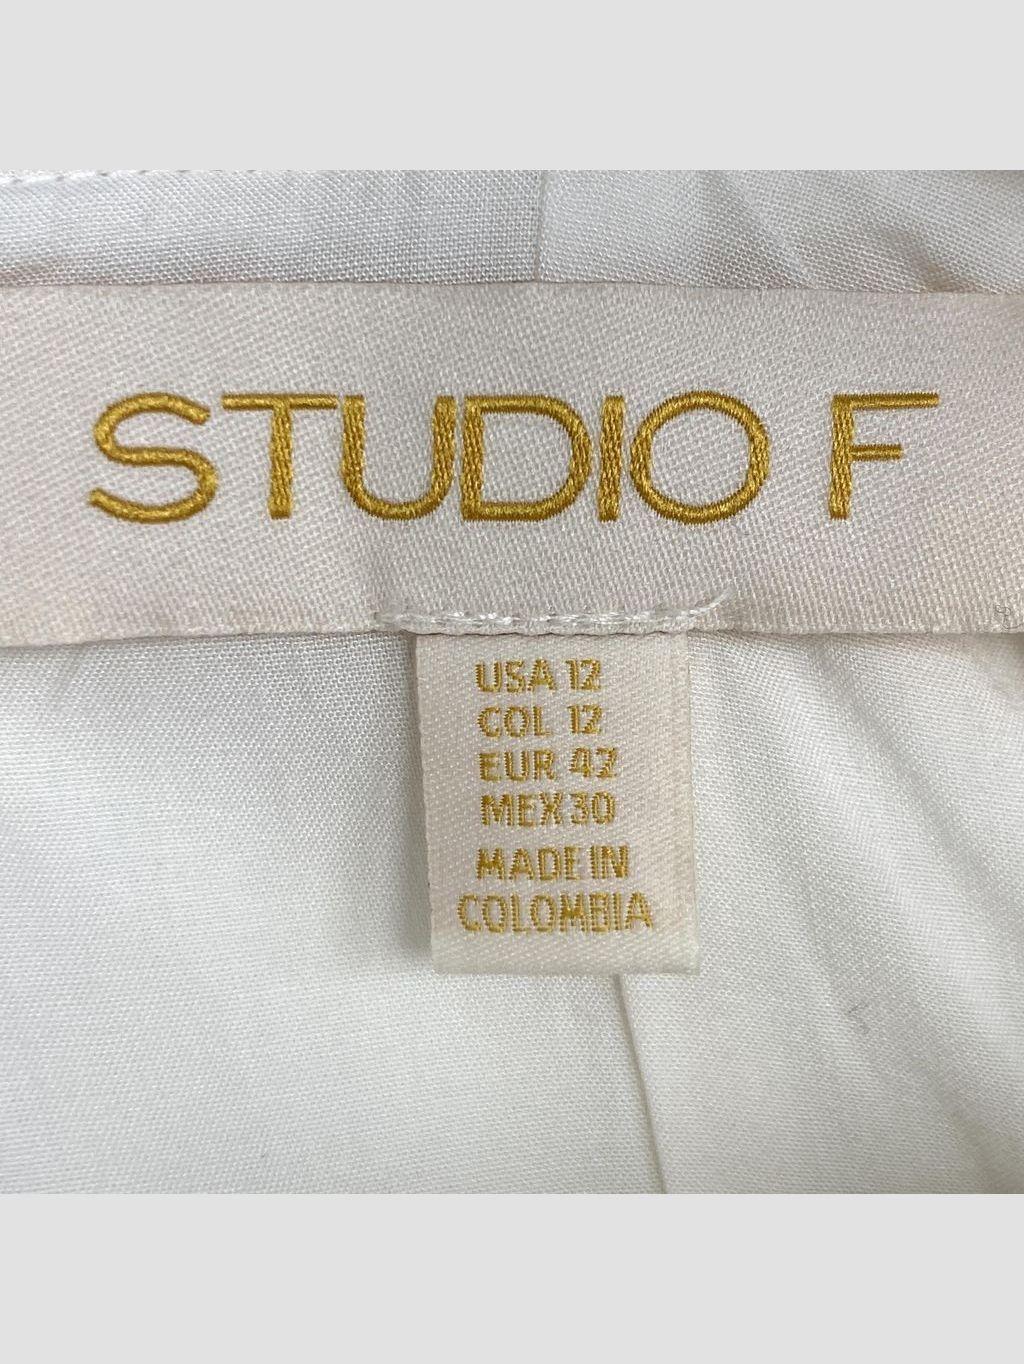 STUDIO F
USA 12
COL 12
EUR 42
MEX 30
MADE IN
COLOMBIA